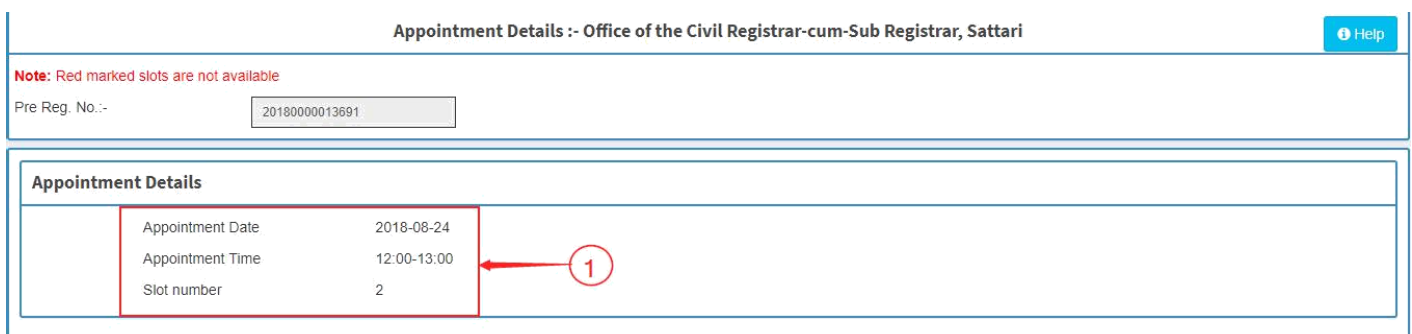 Appointment Details :- Office of the Civil Registrar-cum-Sub Registrar, Sattari
Help
Note: Red marked slots are not available
Pre Reg. No.:- 20180000013691
Appointment Details
Appointment Date 2018-08-24
Appointment Time 12:00-13:00
1
Slot number 2